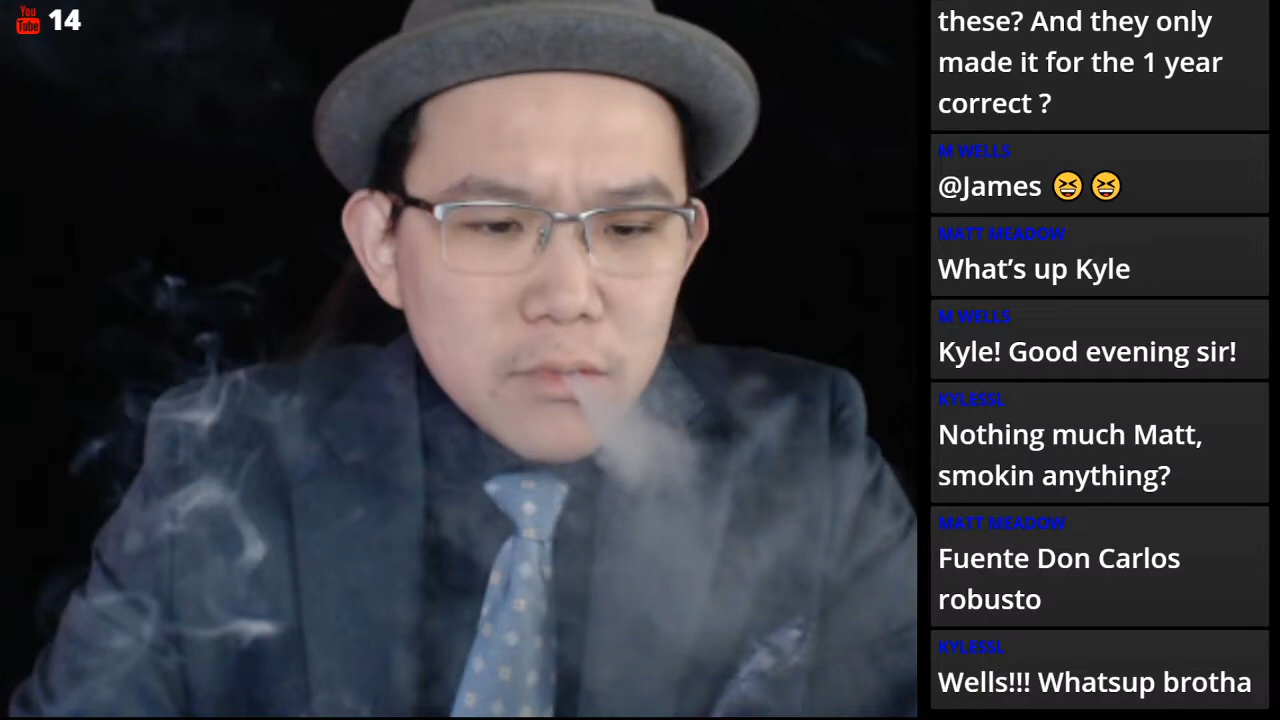 You
Tube 14
these? And they only
made it for the 1 year
correct ?
M WELLS
@James 😆 😆
MATT MEADOW
What's up Kyle
M WELLS
Kyle! Good evening sir!
KYLESSL
Nothing much Matt,
smokin anything?
MATT MEADOW
Fuente Don Carlos
robusto
KYLESSL
Wells!!! Whatsup brotha